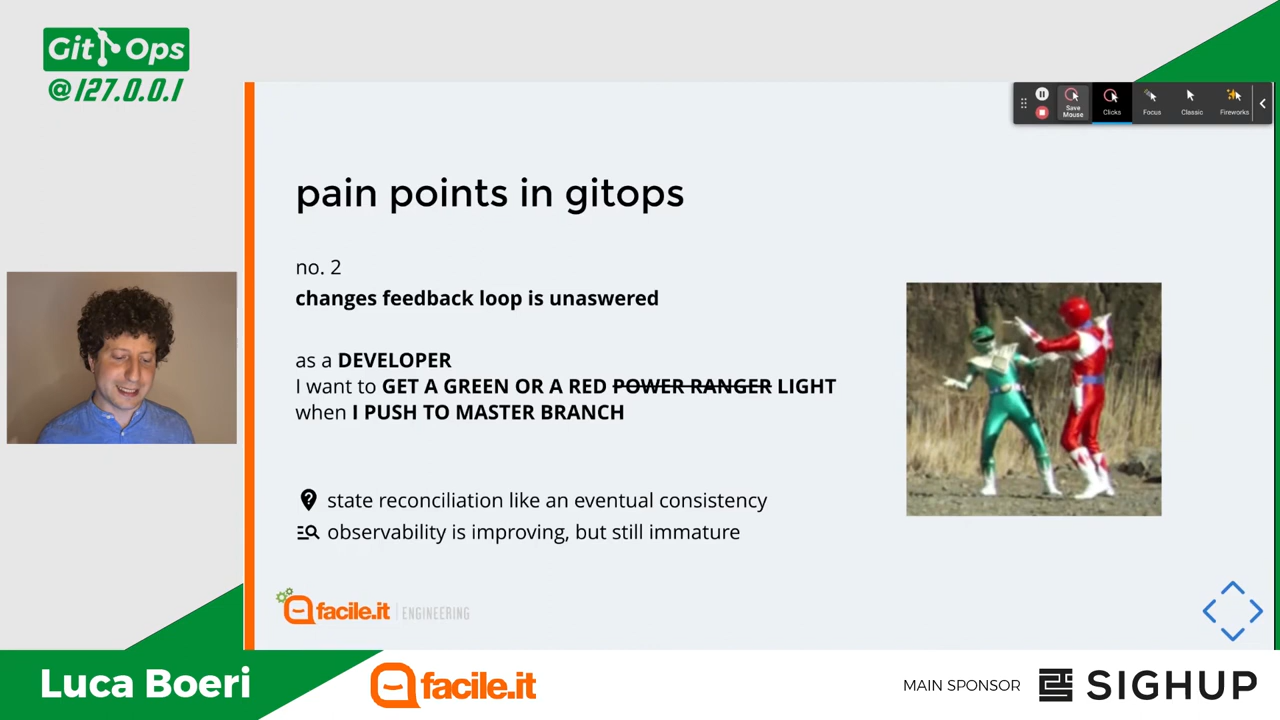 Git Ops
@127.0.0.1
Save Mouse
Clicks
Focus
Classic
Fireworks
pain points in gitops
no. 2
changes feedback loop is unaswered
as a DEVELOPER
I want to GET A GREEN OR A RED POWER RANGER LIGHT
when I PUSH TO MASTER BRANCH
state reconciliation like an eventual consistency
observability is improving, but still immature
facile.it | ENGINEERING
Luca Boeri
facile.it
MAIN SPONSOR
SIGHUP